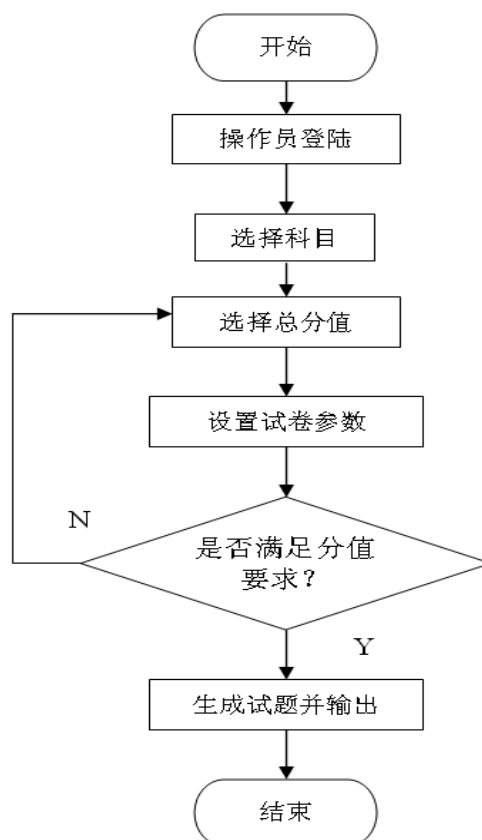 开始
操作员登陆
选择科目
选择总分值
设置试卷参数
N
是否满足分值
要求？
Y
生成试题并输出
结束